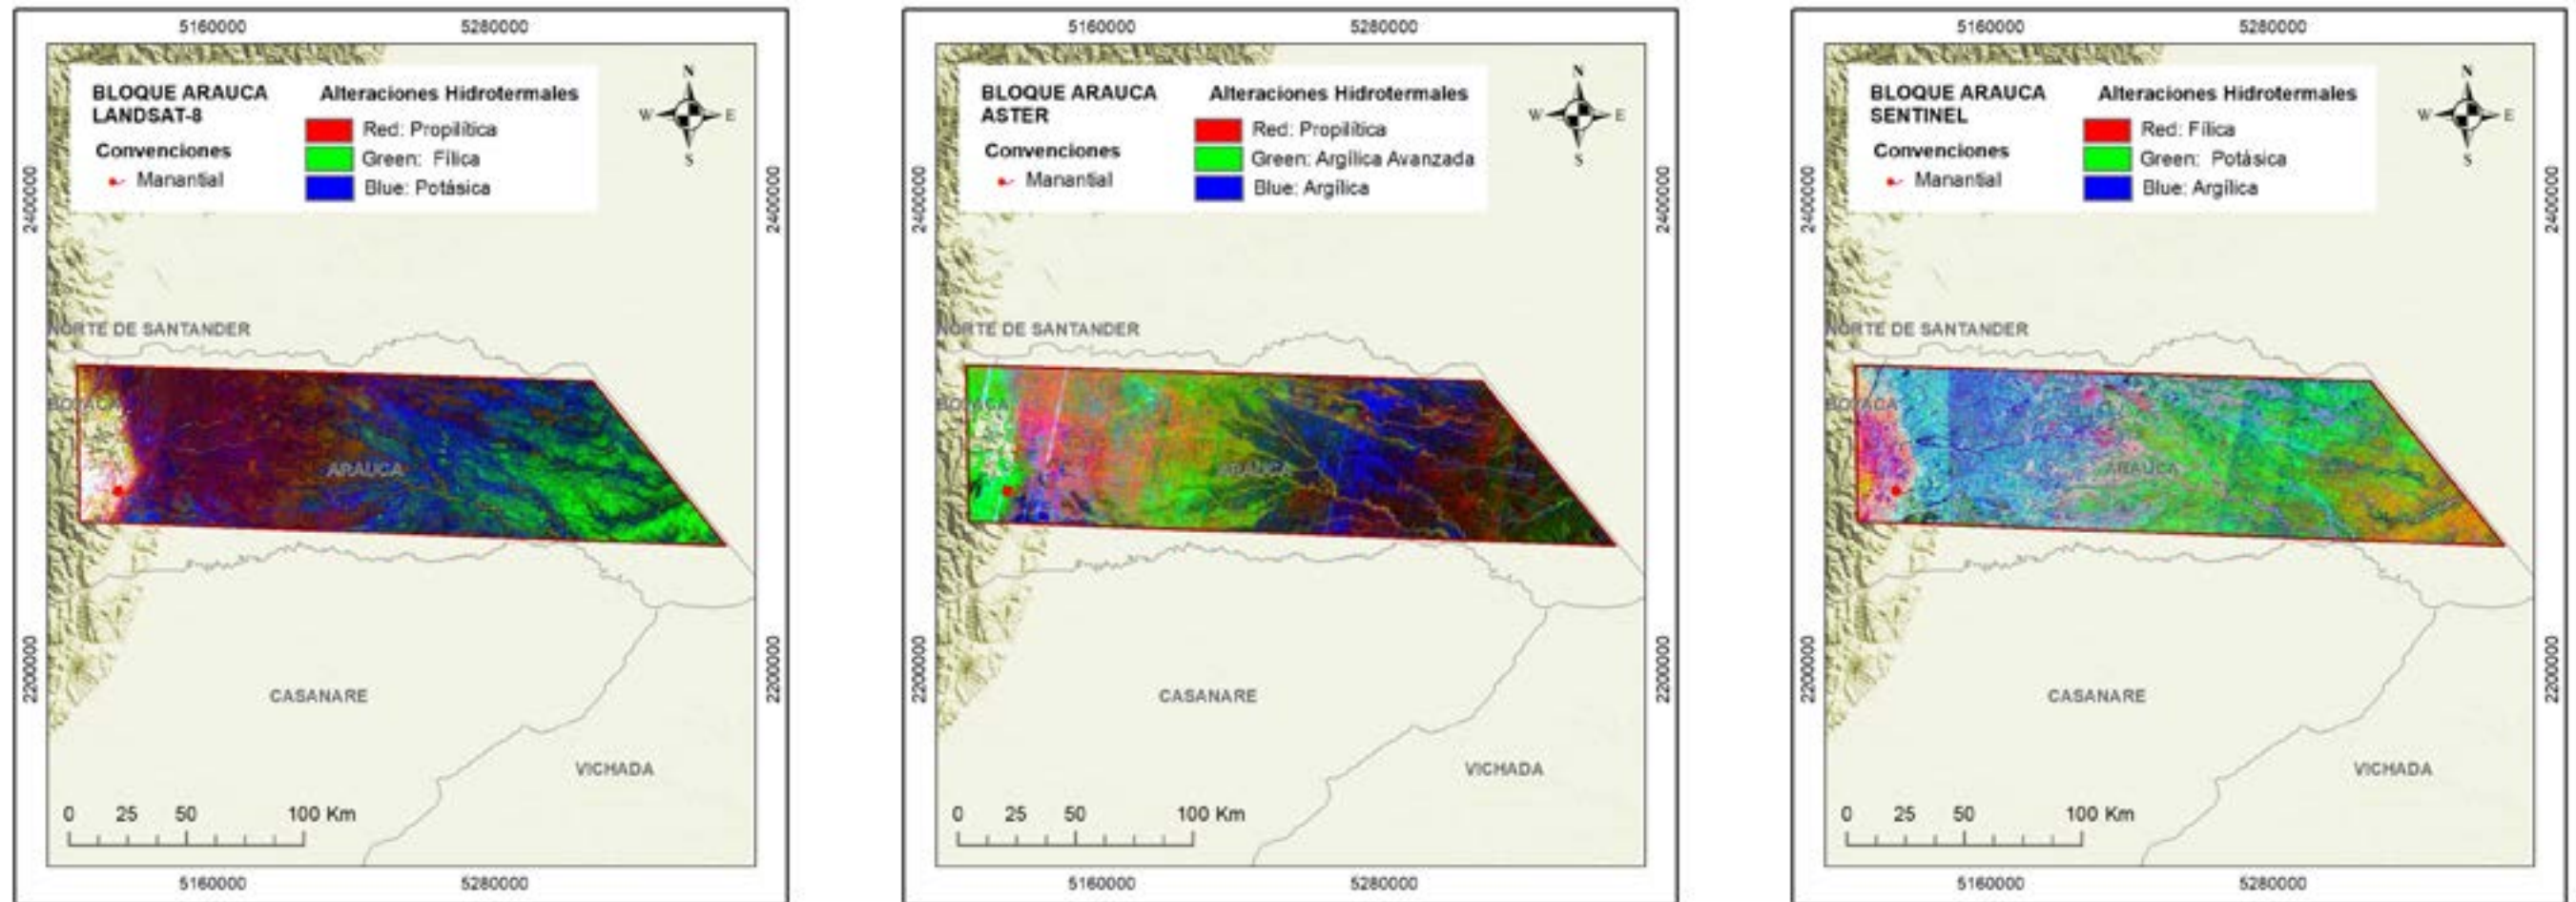 5160000 5280000
BLOQUE ARAUCA
LANDSAT-8
Convenciones
Manantial
Alteraciones Hidrotermales
Red: Propilítica
Green: Fílica
Blue: Potásica
N
W E
S
2400000 2400000
NORTE DE SANTANDER
BOYACA
ARAUCA
2200000 2200000
CASANARE
VICHADA
0 25 50 100 Km
5160000 5280000
5160000 5280000
BLOQUE ARAUCA
ASTER
Convenciones
Manantial
Alteraciones Hidrotermales
Red: Propilítica
Green: Argílica Avanzada
Blue: Argílica
N
W E
S
2400000 2400000
NORTE DE SANTANDER
BOYACA
ARAUCA
2200000 2200000
CASANARE
VICHADA
0 25 50 100 Km
5160000 5280000
5160000 5280000
BLOQUE ARAUCA
SENTINEL
Convenciones
Manantial
Alteraciones Hidrotermales
Red: Fílica
Green: Potásica
Blue: Argílica
N
W E
S
2400000 2400000
NORTE DE SANTANDER
BOYACA
ARAUCA
2200000 2200000
CASANARE
VICHADA
0 25 50 100 Km
5160000 5280000